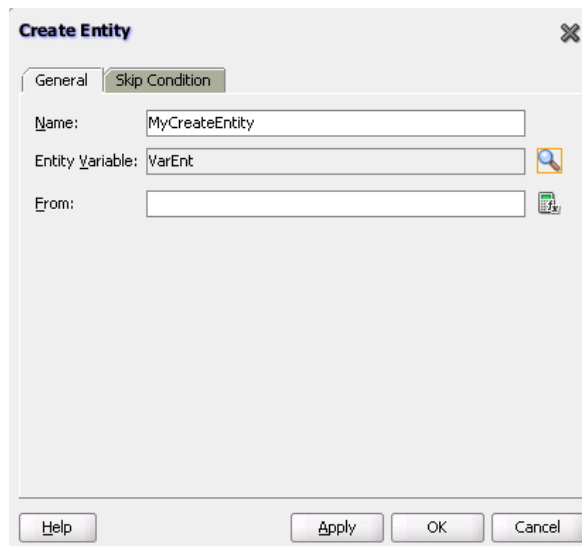 Create Entity
General Skip Condition
Name: MyCreateEntity
Entity Variable: VarEnt
From:
Help Apply OK Cancel